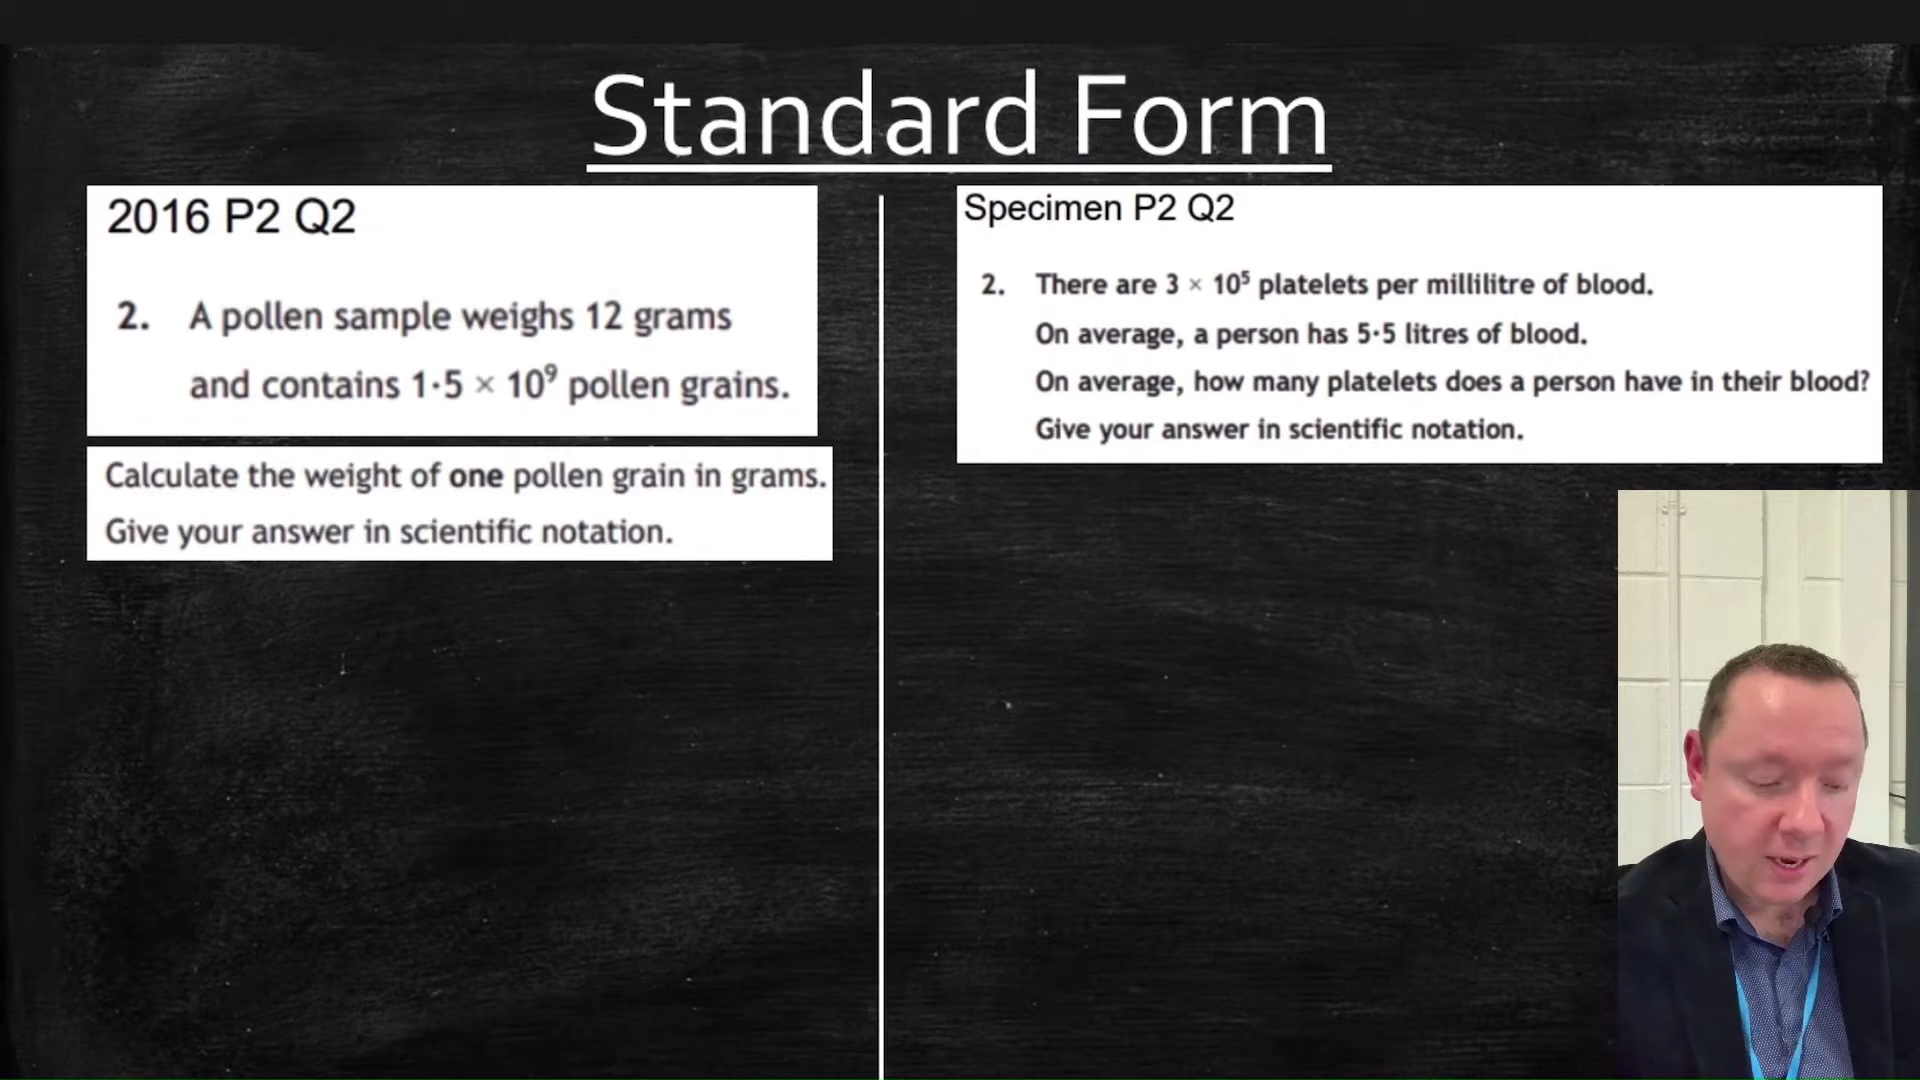 Standard Form
2016 P2 Q2
2. A pollen sample weighs 12 grams
and contains 1·5 × 10⁹ pollen grains.
Calculate the weight of one pollen grain in grams.
Give your answer in scientific notation.
Specimen P2 Q2
2. There are 3 × 10⁵ platelets per millilitre of blood.
On average, a person has 5·5 litres of blood.
On average, how many platelets does a person have in their blood?
Give your answer in scientific notation.